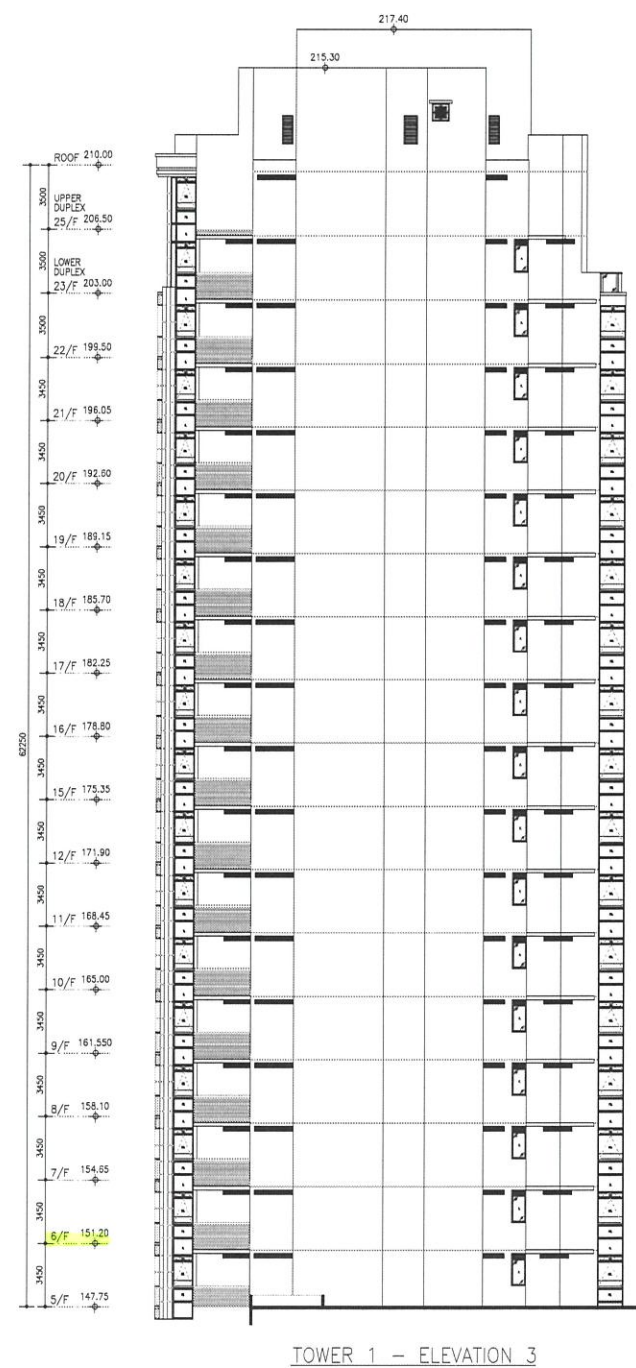 217.40
215.30
ROOF 210.00
3500
UPPER
DUPLEX
25/F 206.50
3500
LOWER
DUPLEX
23/F 203.00
3500
22/F 199.50
3450
21/F 196.05
3450
20/F 192.60
3450
19/F 189.15
3450
18/F 185.70
3450
17/F 182.25
3450
16/F 178.80
62250
3450
15/F 175.35
3450
12/F 171.90
3450
11/F 168.45
3450
10/F 165.00
3450
9/F 161.550
3450
8/F 158.10
3450
7/F 154.65
3450
6/F 151.20
3450
5/F 147.75
TOWER 1 - ELEVATION 3